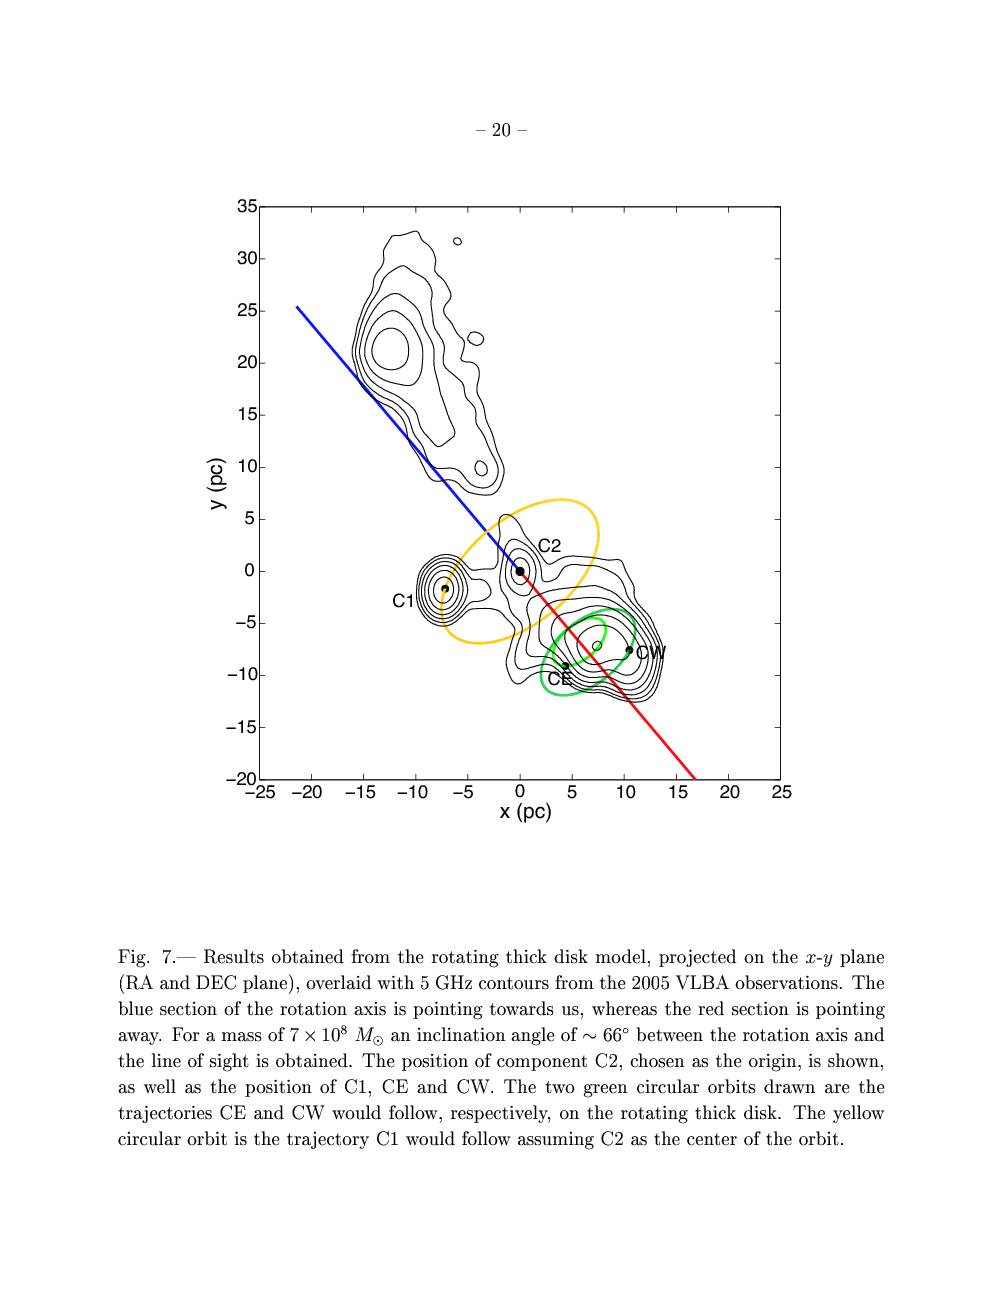 – 20 –
35
30
25
20
15
10
5
0
−5
−10
−15
−20
y (pc)
C2
C1
CW
CE
−25 −20 −15 −10 −5 0 5 10 15 20 25
x (pc)
Fig. 7.— Results obtained from the rotating thick disk model, projected on the x-y plane
(RA and DEC plane), overlaid with 5 GHz contours from the 2005 VLBA observations. The
blue section of the rotation axis is pointing towards us, whereas the red section is pointing
away. For a mass of 7 × 10⁸ M⊙ an inclination angle of ∼ 66° between the rotation axis and
the line of sight is obtained. The position of component C2, chosen as the origin, is shown,
as well as the position of C1, CE and CW. The two green circular orbits drawn are the
trajectories CE and CW would follow, respectively, on the rotating thick disk. The yellow
circular orbit is the trajectory C1 would follow assuming C2 as the center of the orbit.